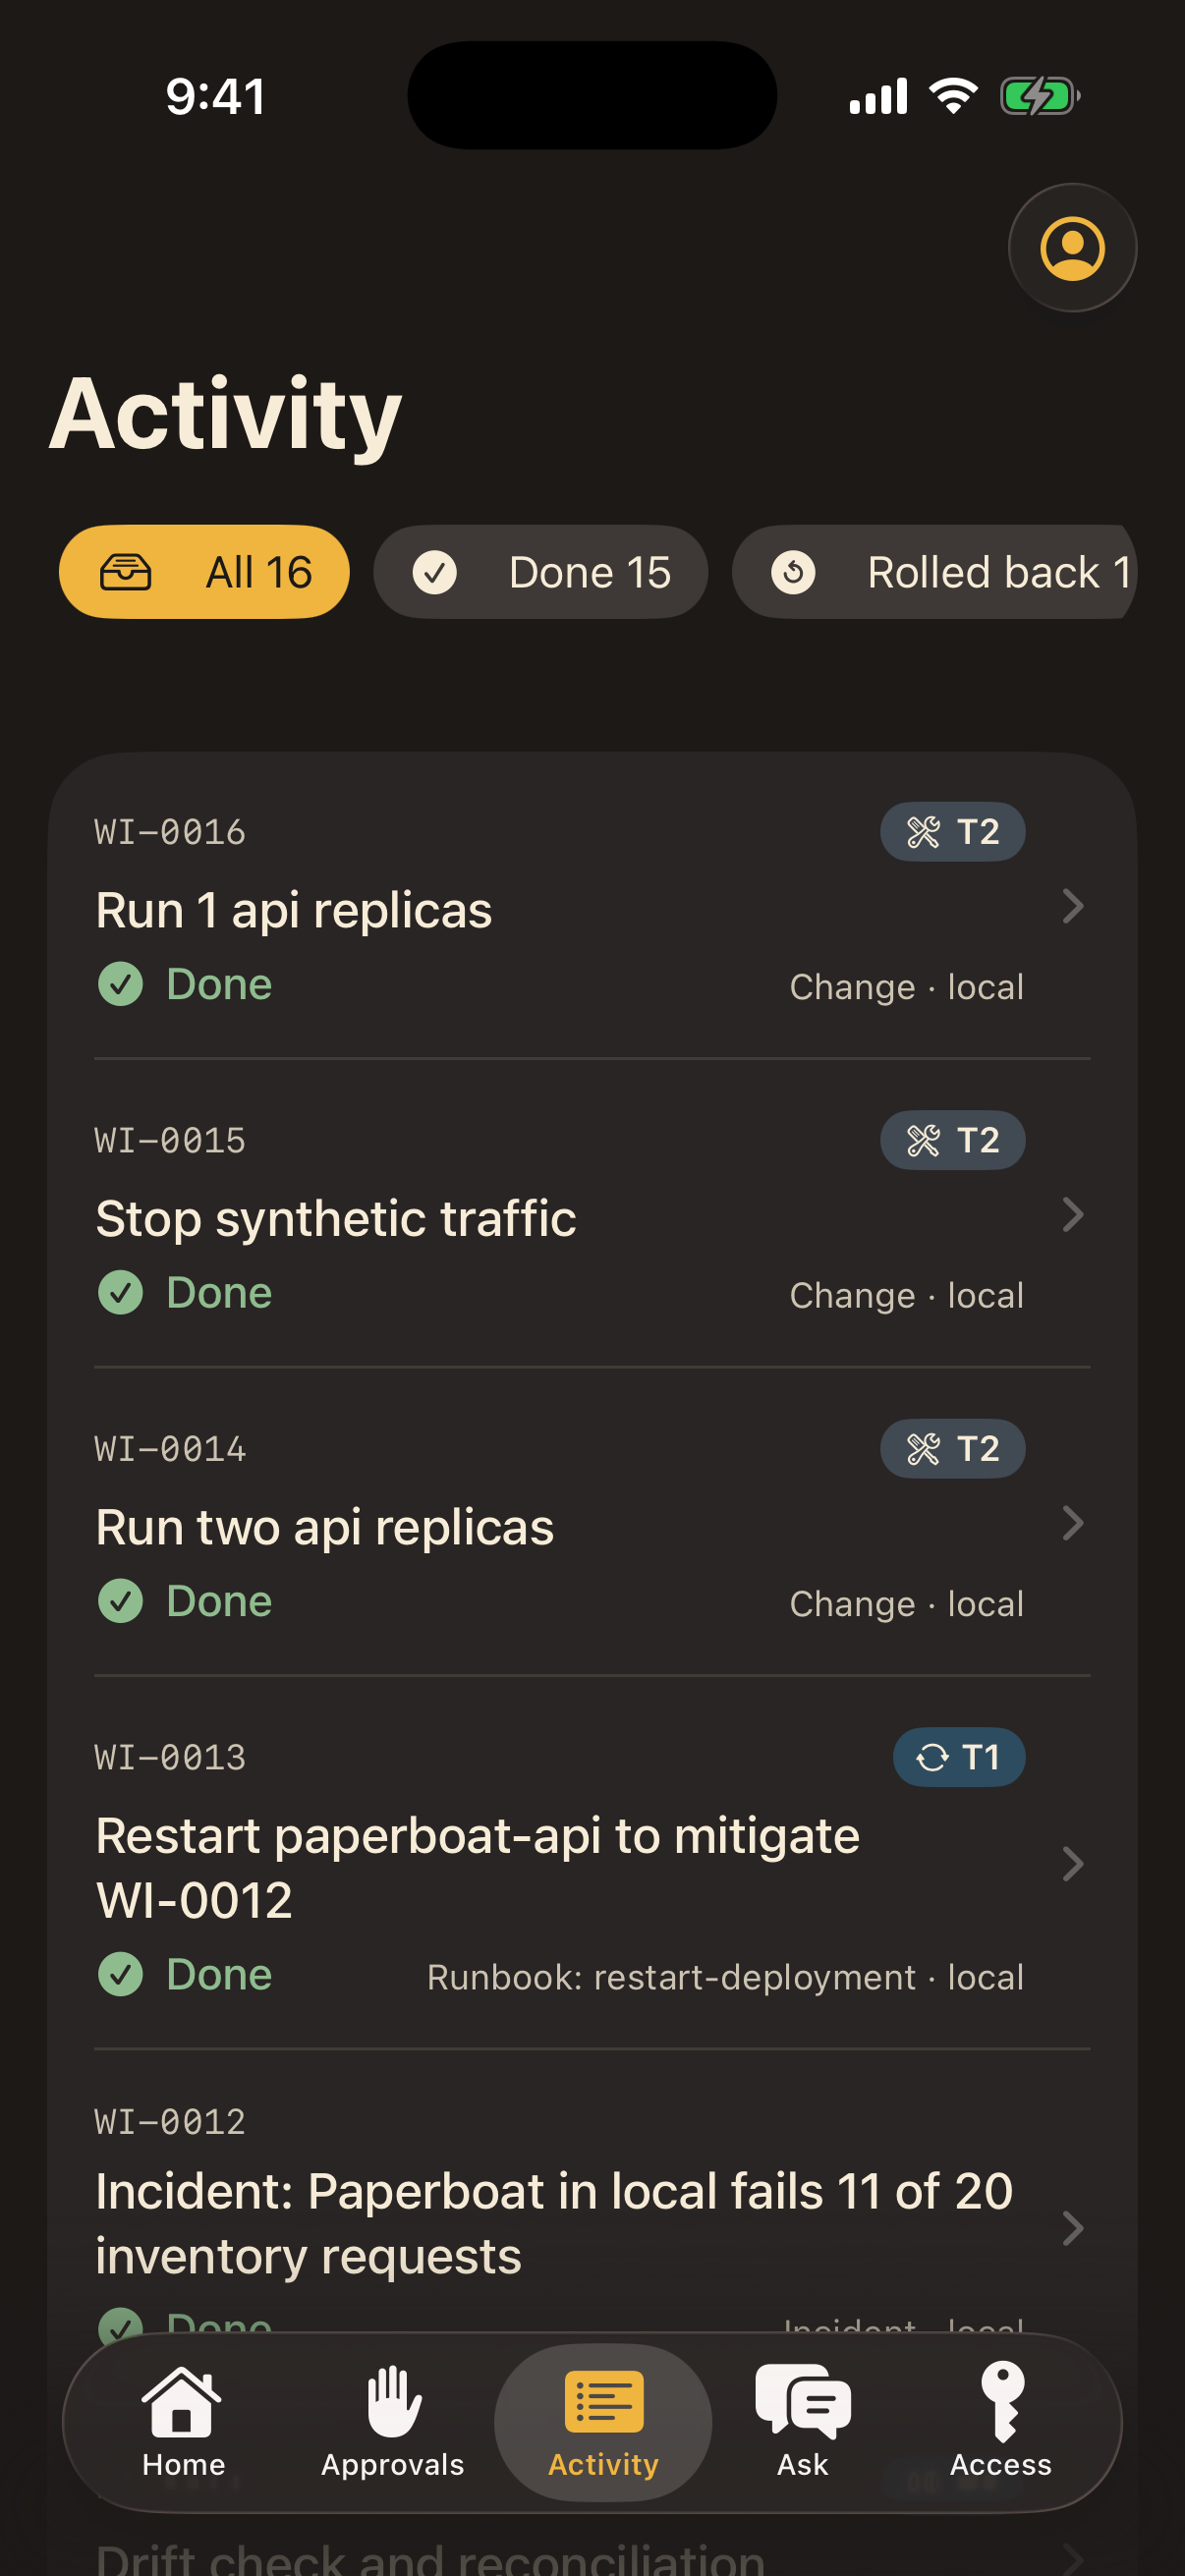 9:41
Activity
All 16
Done 15
Rolled back 1
WI-0016
T2
Run 1 api replicas
Done
Change · local
WI-0015
T2
Stop synthetic traffic
Done
Change · local
WI-0014
T2
Run two api replicas
Done
Change · local
WI-0013
T1
Restart paperboat-api to mitigate
WI-0012
Done
Runbook: restart-deployment · local
WI-0012
Incident: Paperboat in local fails 11 of 20
inventory requests
Done
Incident · local
Home
Approvals
Activity
Ask
Access
Drift check and reconciliation